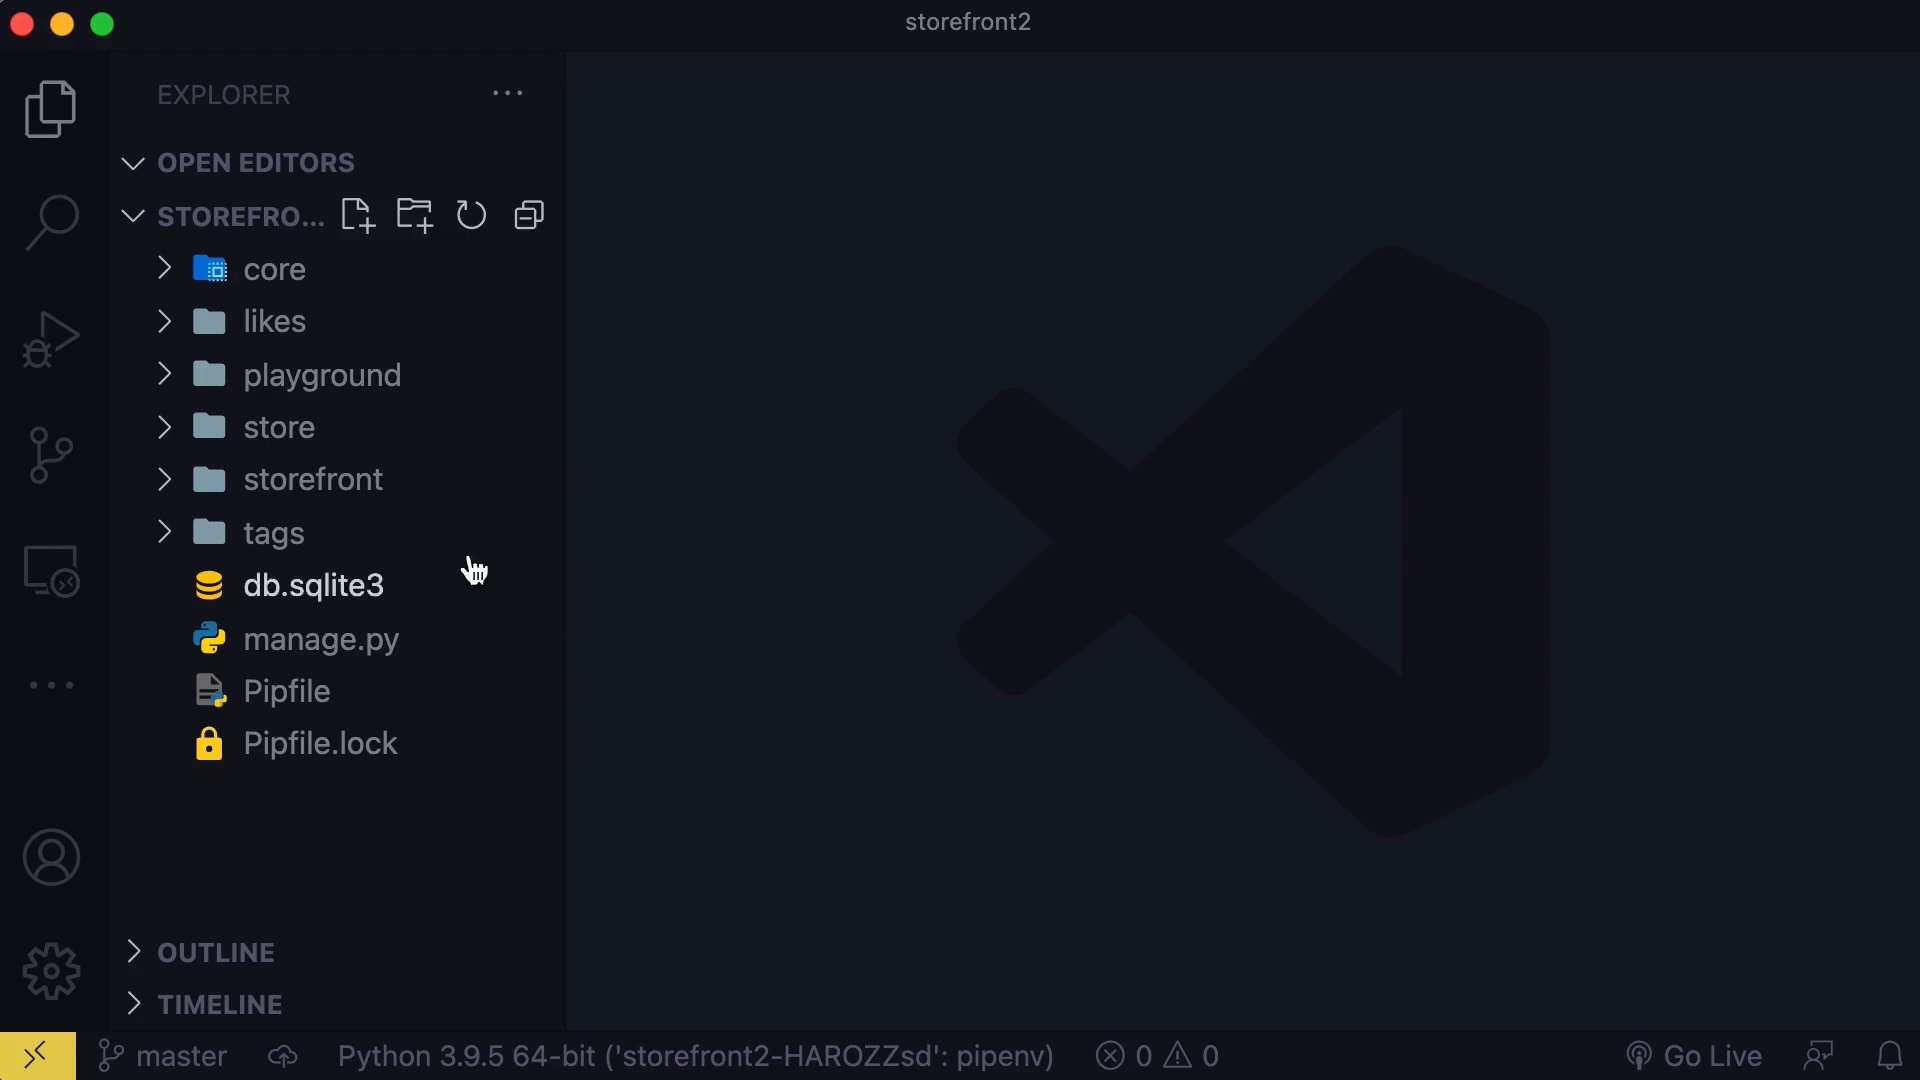 storefront2
EXPLORER
OPEN EDITORS
STOREFRO...
core
likes
playground
store
storefront
tags
db.sqlite3
manage.py
Pipfile
Pipfile.lock
OUTLINE
TIMELINE
master Python 3.9.5 64-bit ('storefront2-HAROZZsd': pipenv) 0 0 Go Live